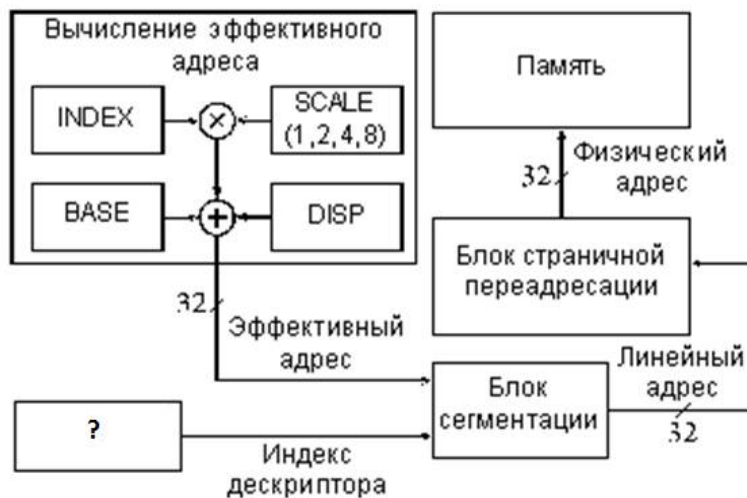 Вычисление эффективного
адреса
INDEX
SCALE
(1,2,4,8)
BASE
DISP
Память
32
Физический
адрес
Блок страничной
переадресации
32
Эффективный
адрес
Блок
сегментации
Линейный
адрес
32
?
Индекс
дескриптора